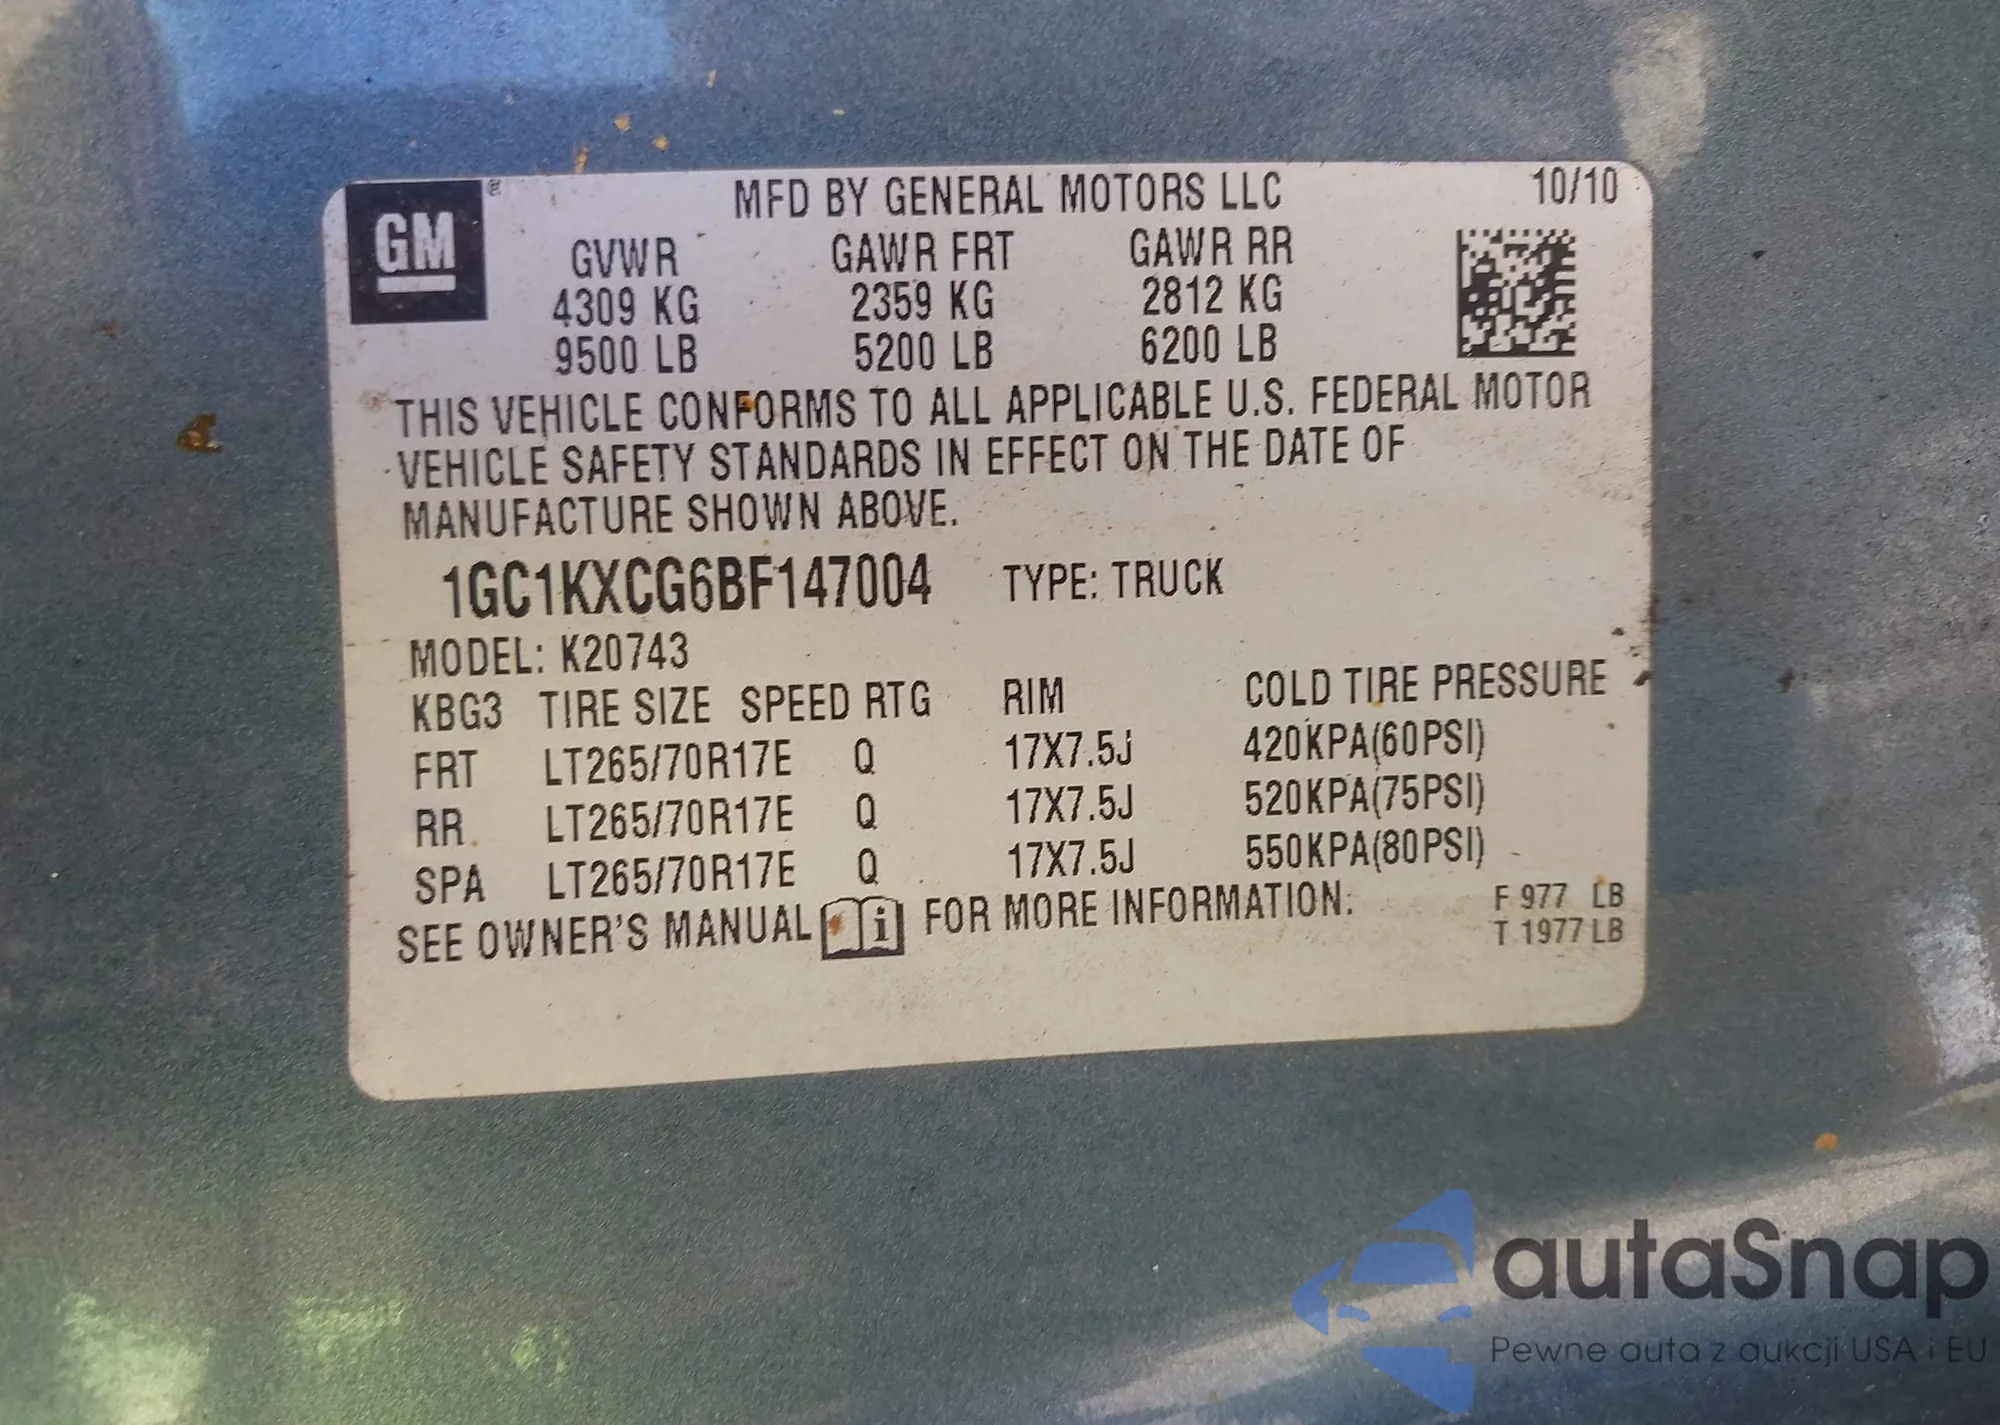 GM ®
MFD BY GENERAL MOTORS LLC 10/10
GVWR GAWR FRT GAWR RR
4309 KG 2359 KG 2812 KG
9500 LB 5200 LB 6200 LB
THIS VEHICLE CONFORMS TO ALL APPLICABLE U.S. FEDERAL MOTOR
VEHICLE SAFETY STANDARDS IN EFFECT ON THE DATE OF
MANUFACTURE SHOWN ABOVE.
1GC1KXCG6BF147004 TYPE: TRUCK
MODEL: K20743
KBG3 TIRE SIZE SPEED RTG RIM COLD TIRE PRESSURE
FRT LT265/70R17E Q 17X7.5J 420KPA(60PSI)
RR LT265/70R17E Q 17X7.5J 520KPA(75PSI)
SPA LT265/70R17E Q 17X7.5J 550KPA(80PSI)
SEE OWNER'S MANUAL i FOR MORE INFORMATION.
F 977 LB
T 1977 LB
autaSnap
Pewne auta z aukcji USA i EU